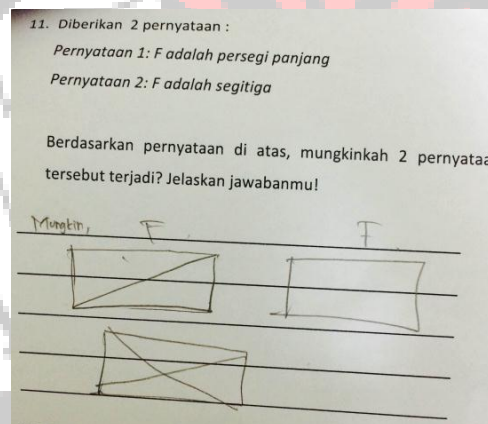 11. Diberikan 2 pernyataan :
Pernyataan 1: F adalah persegi panjang
Pernyataan 2: F adalah segitiga
Berdasarkan pernyataan di atas, mungkinkah 2 pernyataa
tersebut terjadi? Jelaskan jawabanmu!
Mungkin, F F